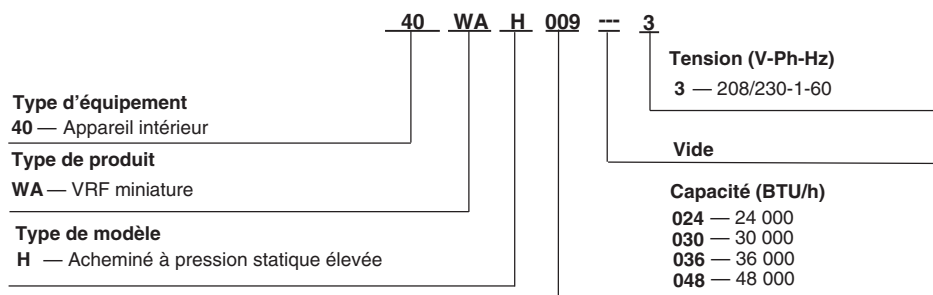 40 WA H 009 --- 3
Type d'équipement
40 — Appareil intérieur
Type de produit
WA — VRF miniature
Type de modèle
H — Acheminé à pression statique élevée
Tension (V-Ph-Hz)
3 — 208/230-1-60
Vide
Capacité (BTU/h)
024 — 24 000
030 — 30 000
036 — 36 000
048 — 48 000